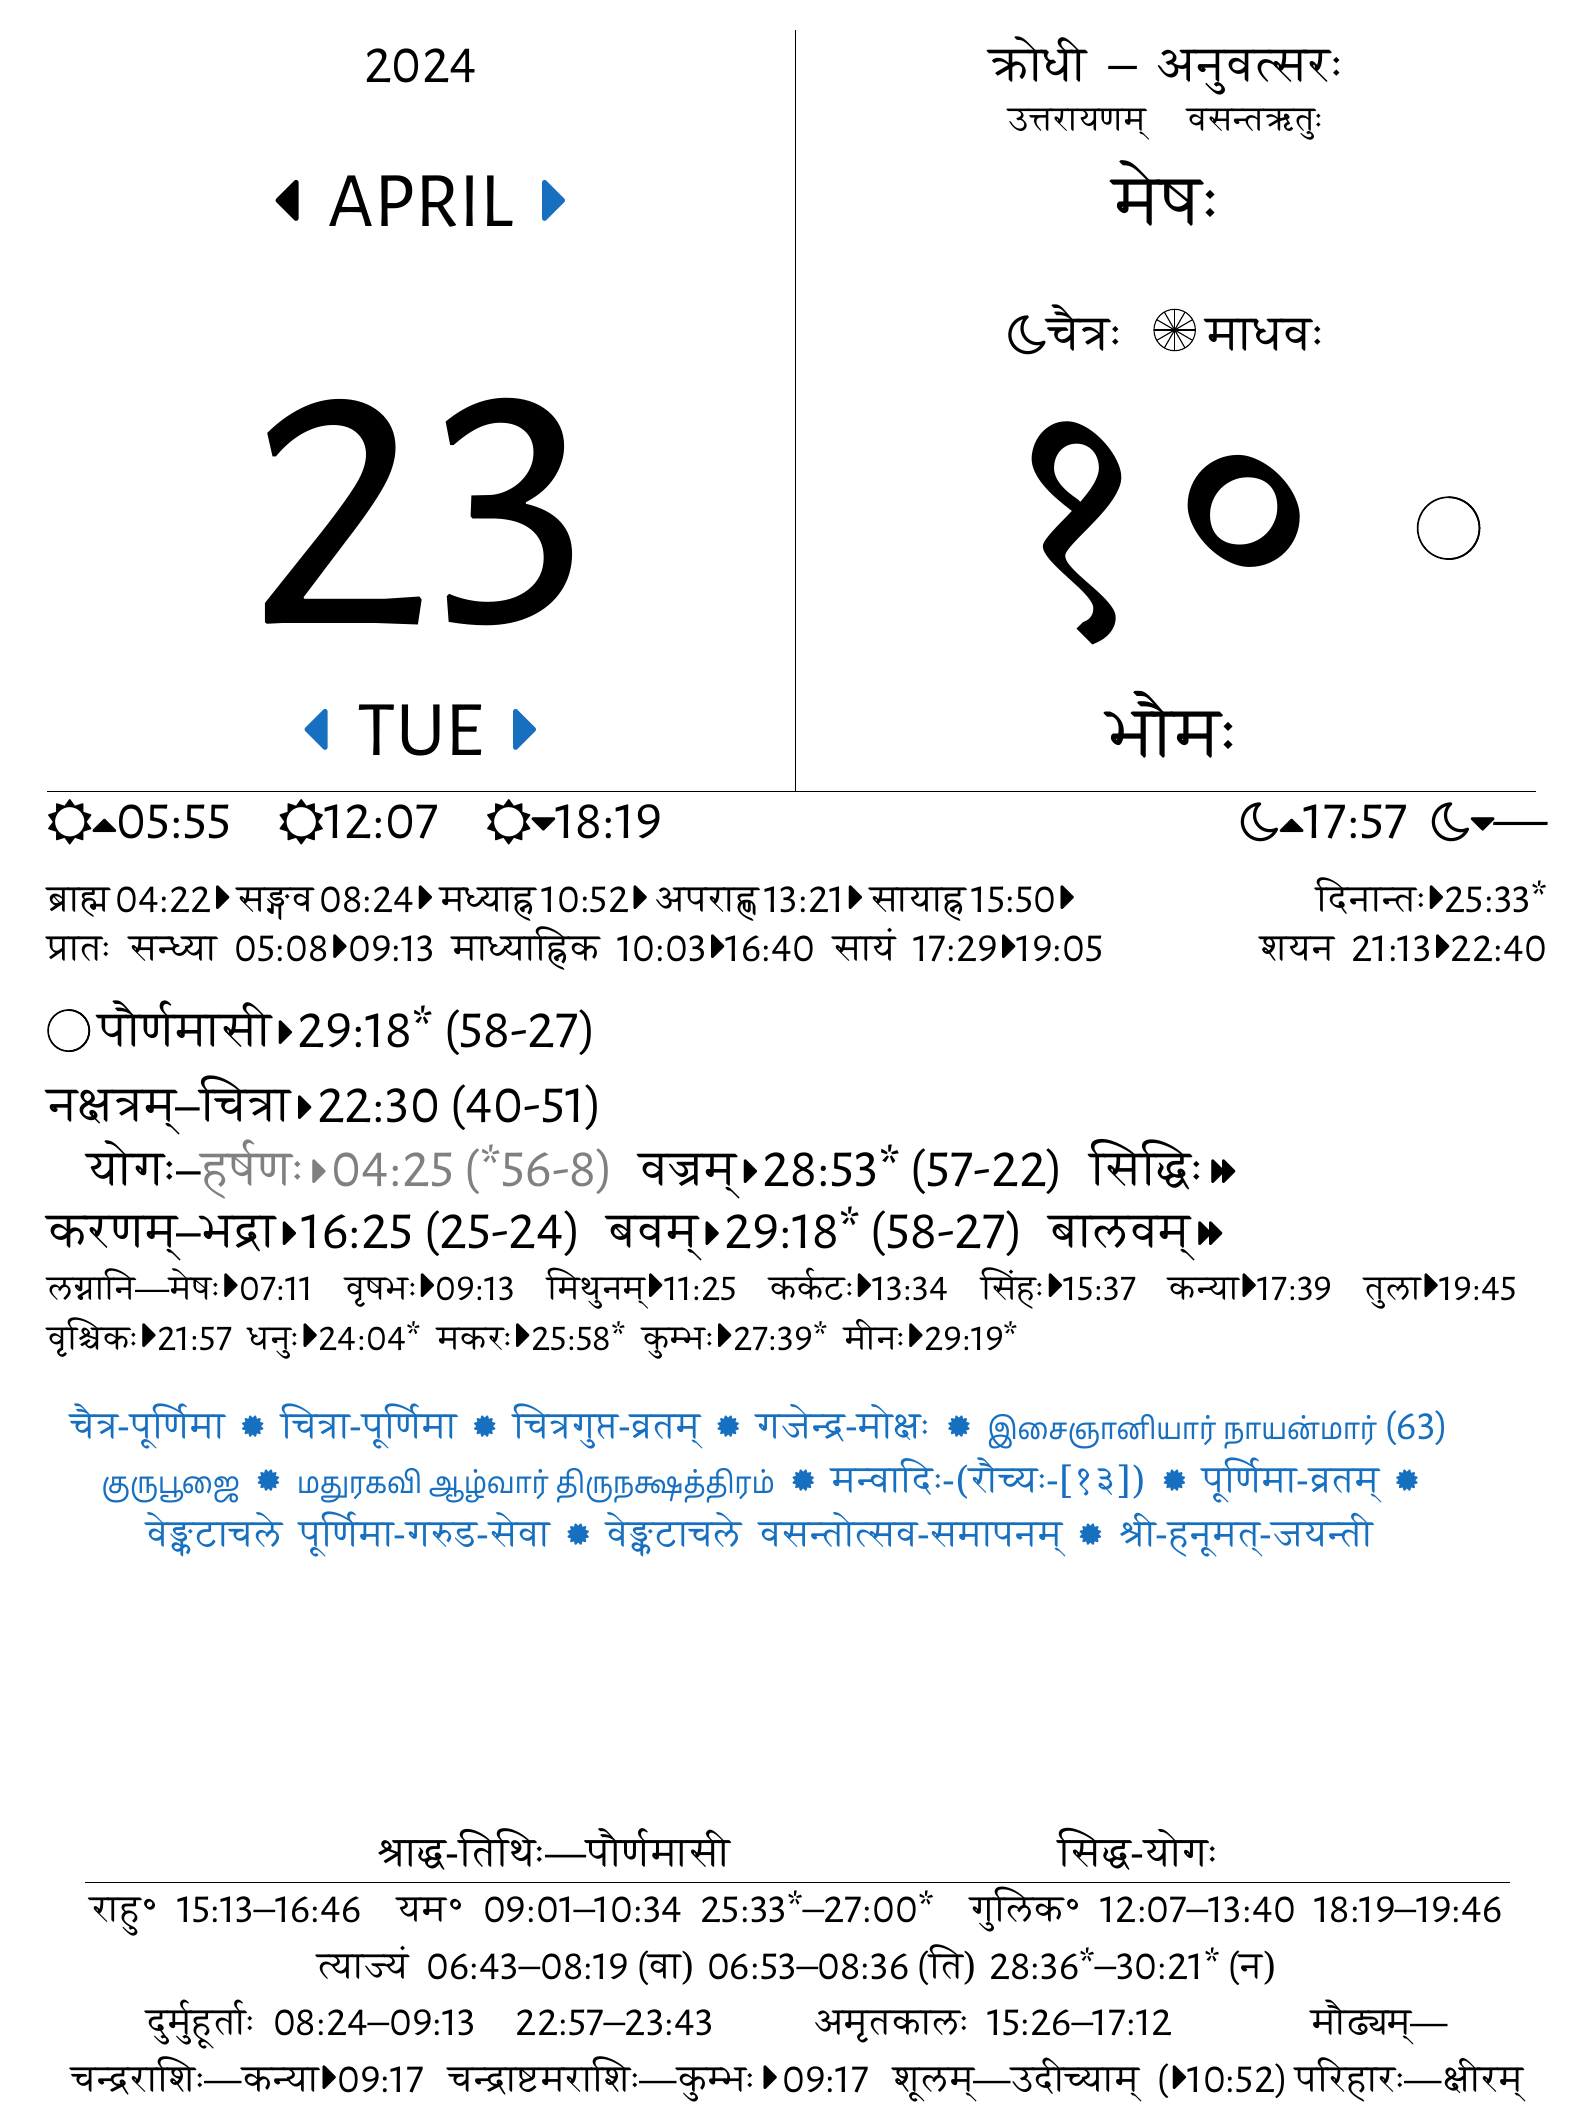 2024
APRIL
23
TUE
क्रोधी – अनुवत्सरः
उत्तरायणम् वसन्तऋतुः
मेषः
चैत्रः माधवः
१०
भौमः
05:55 12:07 18:19 17:57 —
ब्राह्म 04:22 सङ्गव 08:24 मध्याह्न 10:52 अपराह्ण 13:21 सायाह्न 15:50 दिनान्तः 25:33*
प्रातः सन्ध्या 05:08 09:13 माध्याह्निक 10:03 16:40 सायं 17:29 19:05 शयन 21:13 22:40
पौर्णमासी 29:18* (58-27)
नक्षत्रम्–चित्रा 22:30 (40-51)
योगः–हर्षणः 04:25 (*56-8) वज्रम् 28:53* (57-22) सिद्धिः
करणम्–भद्रा 16:25 (25-24) बवम् 29:18* (58-27) बालवम्
लग्नानि—मेषः 07:11 वृषभः 09:13 मिथुनम् 11:25 कर्कटः 13:34 सिंहः 15:37 कन्या 17:39 तुला 19:45
वृश्चिकः 21:57 धनुः 24:04* मकरः 25:58* कुम्भः 27:39* मीनः 29:19*
चैत्र-पूर्णिमा ✹ चित्रा-पूर्णिमा ✹ चित्रगुप्त-व्रतम् ✹ गजेन्द्र-मोक्षः ✹ இசைஞானியார் நாயன்மார் (63)
குருபூஜை ✹ மதுரகவி ஆழ்வார் திருநக்ஷத்திரம் ✹ मन्वादिः-(रौच्यः-[१३]) ✹ पूर्णिमा-व्रतम् ✹
वेङ्कटाचले पूर्णिमा-गरुड-सेवा ✹ वेङ्कटाचले वसन्तोत्सव-समापनम् ✹ श्री-हनूमत्-जयन्ती
श्राद्ध-तिथिः—पौर्णमासी सिद्ध-योगः
राहु॰ 15:13–16:46 यम॰ 09:01–10:34 25:33*–27:00* गुलिक॰ 12:07–13:40 18:19–19:46
त्याज्यं 06:43–08:19 (वा) 06:53–08:36 (ति) 28:36*–30:21* (न)
दुर्मुहूर्ताः 08:24–09:13 22:57–23:43 अमृतकालः 15:26–17:12 मौढ्यम्—
चन्द्रराशिः—कन्या 09:17 चन्द्राष्टमराशिः—कुम्भः 09:17 शूलम्—उदीच्याम् (10:52) परिहारः—क्षीरम्